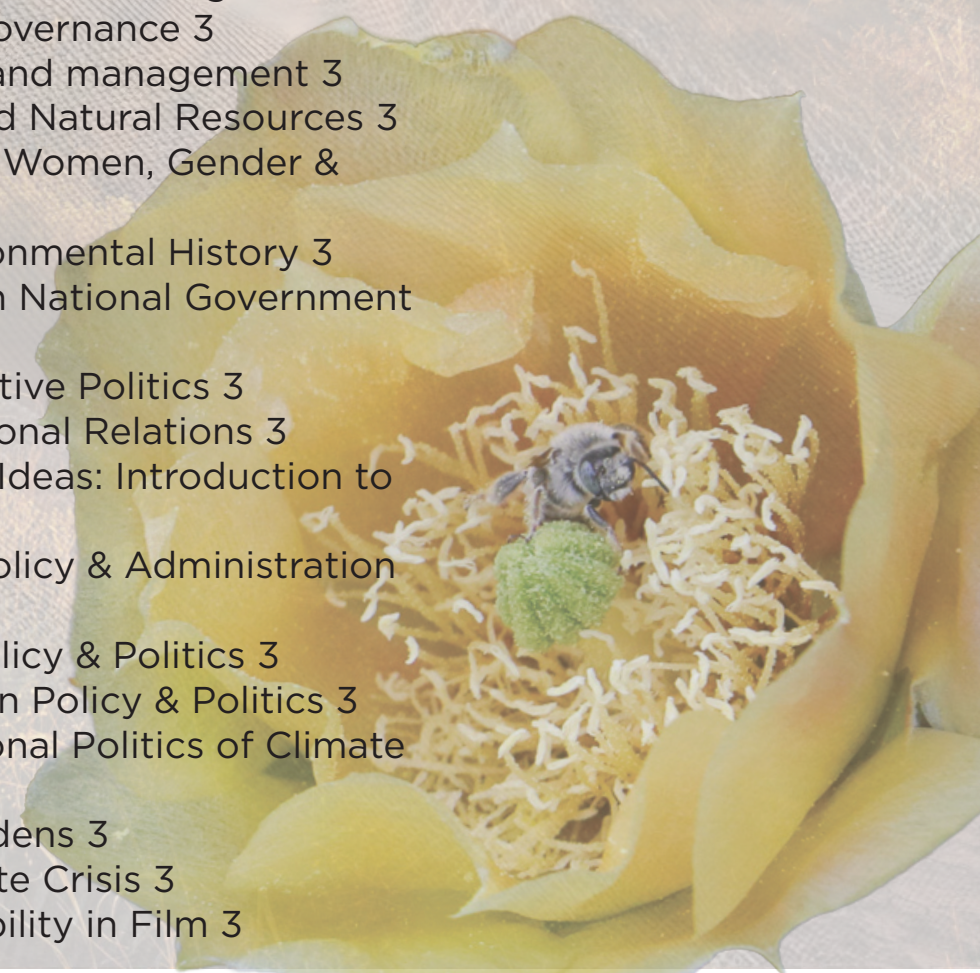 overnance 3
and management 3
d Natural Resources 3
Women, Gender &
onmental History 3
n National Government
tive Politics 3
onal Relations 3
Ideas: Introduction to
olicy & Administration
licy & Politics 3
n Policy & Politics 3
onal Politics of Climate
dens 3
te Crisis 3
bility in Film 3